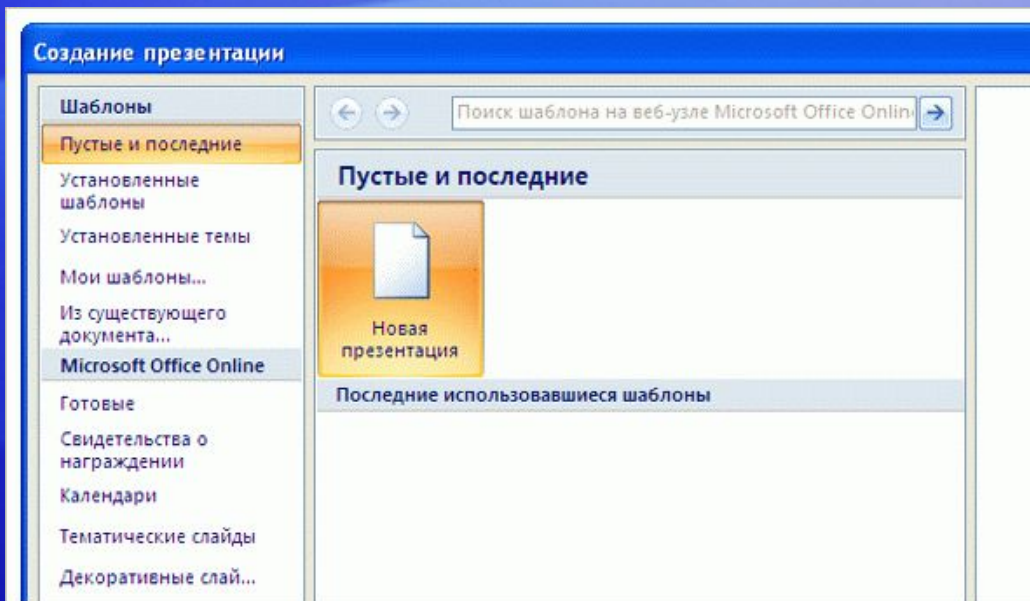 Создание презентации
Шаблоны
Пустые и последние
Установленные
шаблоны
Установленные темы
Мои шаблоны...
Из существующего
документа...
Microsoft Office Online
Готовые
Свидетельства о
награждении
Календари
Тематические слайды
Декоративные слай...
Поиск шаблона на веб-узле Microsoft Office Onlin
Пустые и последние
Новая
презентация
Последние использовавшиеся шаблоны